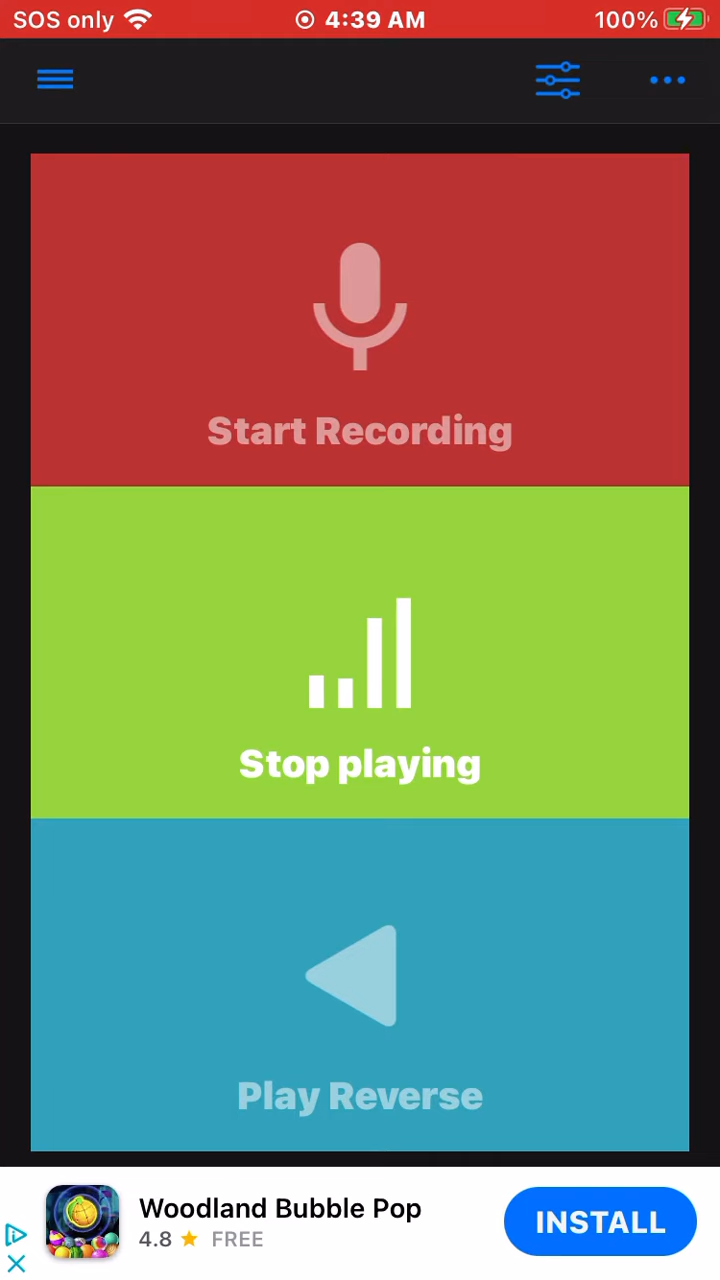 SOS only 4:39 AM 100%
Start Recording
Stop playing
Play Reverse
Woodland Bubble Pop
4.8 FREE
INSTALL